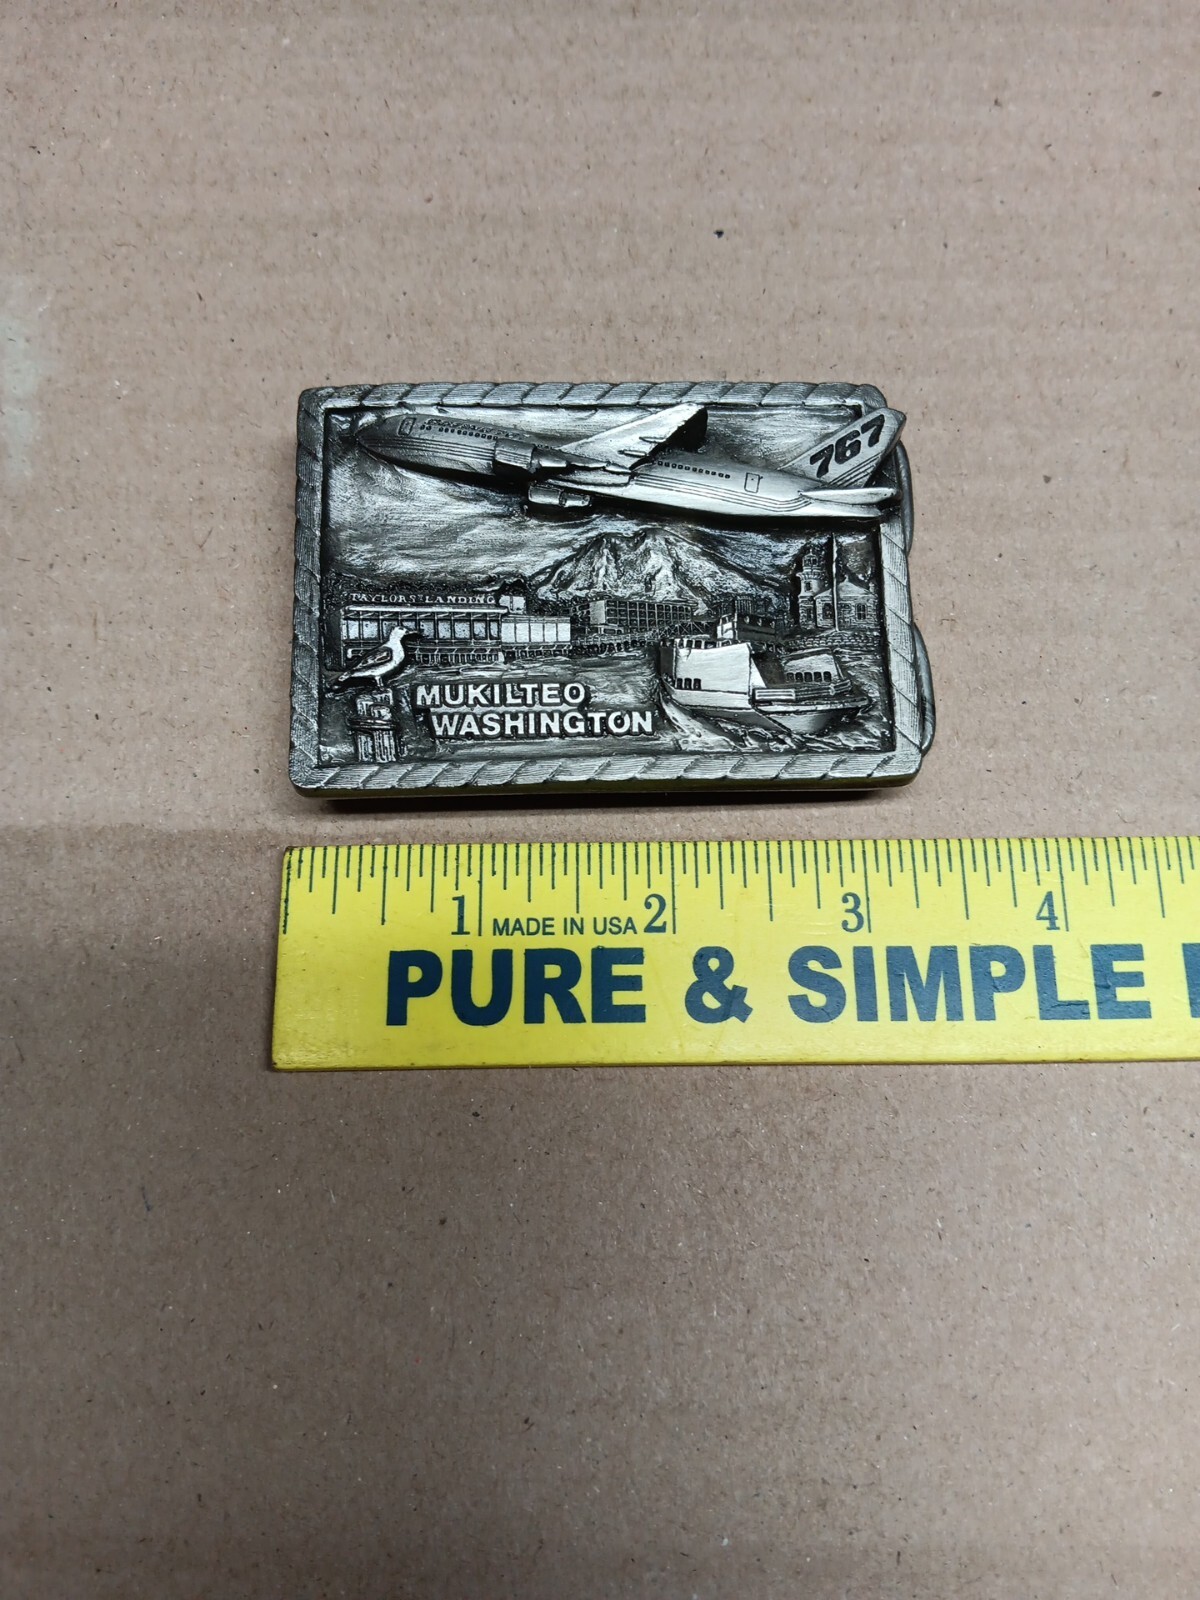 767
TAYLORS LANDING
MUKILTEO
WASHINGTON
1 MADE IN USA 2 3 4
PURE & SIMPLE